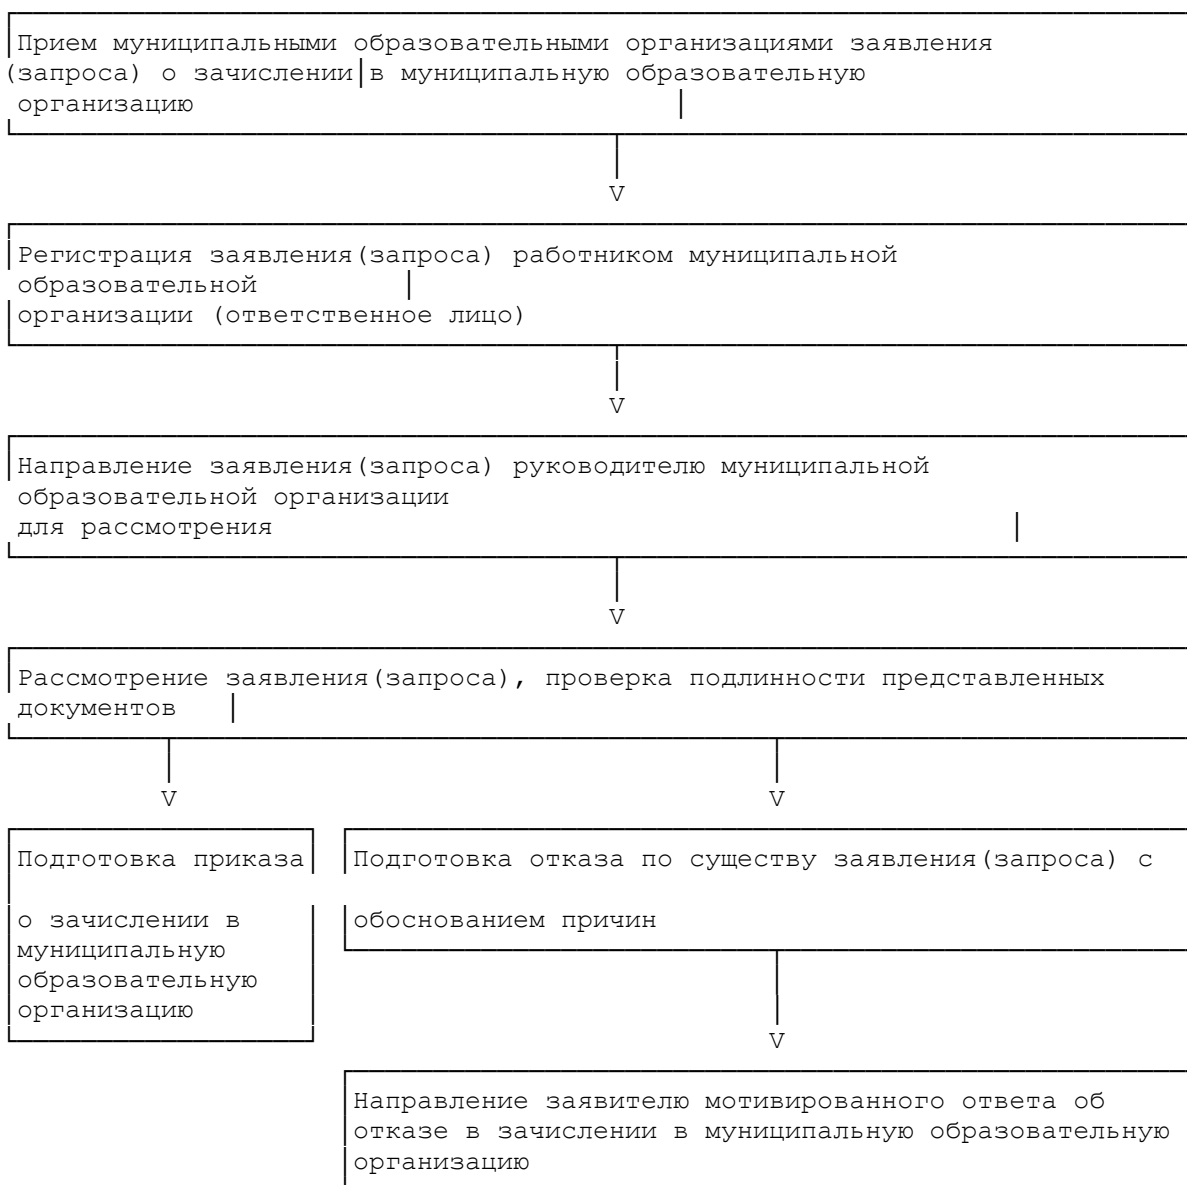 Прием муниципальными образовательными организациями заявления
(запроса) о зачислении в муниципальную образовательную
организацию
V
Регистрация заявления(запроса) работником муниципальной
образовательной
организации (ответственное лицо)
V
Направление заявления(запроса) руководителю муниципальной
образовательной организации
для рассмотрения
V
Рассмотрение заявления(запроса), проверка подлинности представленных
документов
V V
Подготовка приказа Подготовка отказа по существу заявления(запроса) с
о зачислении в обоснованием причин
муниципальную
образовательную
организацию
V
Направление заявителю мотивированного ответа об
отказе в зачислении в муниципальную образовательную
организацию